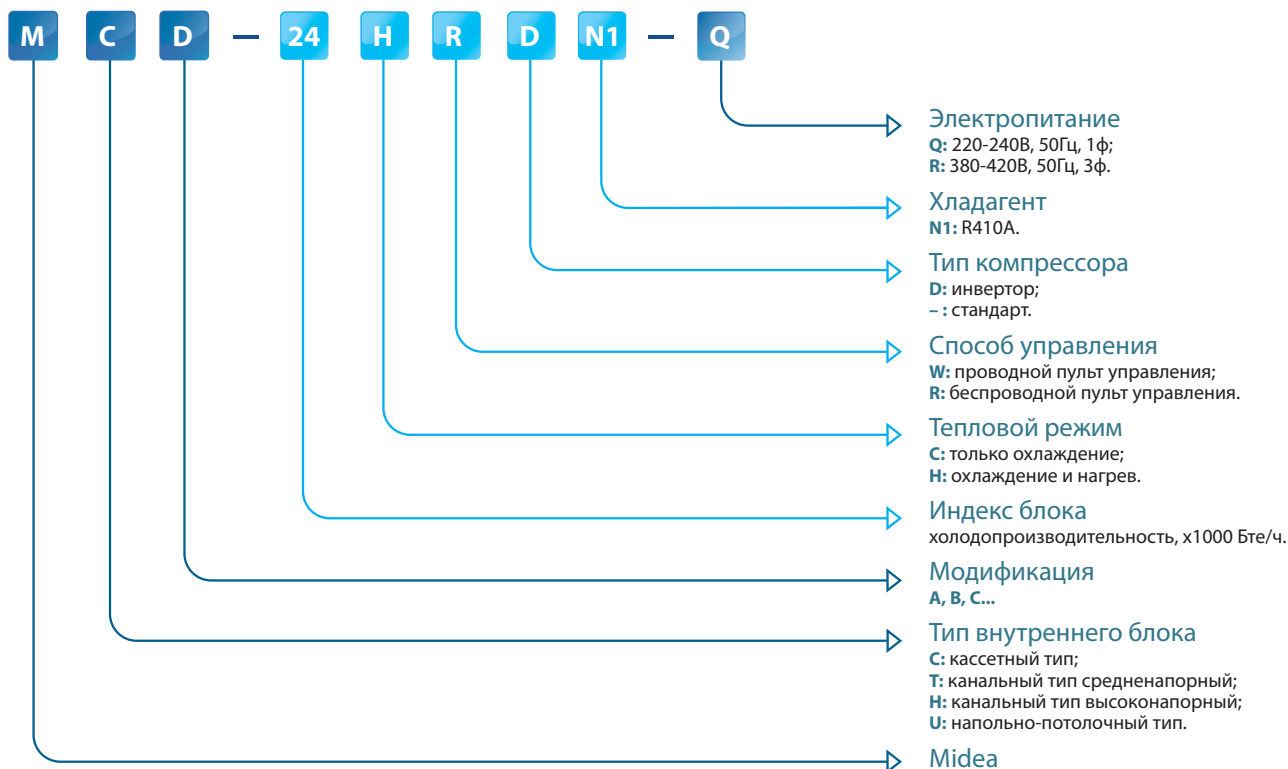 M C D – 24 H R D N1 – Q
Электропитание
Q: 220-240В, 50Гц, 1ф;
R: 380-420В, 50Гц, 3ф.
Хладагент
N1: R410A.
Тип компрессора
D: инвертор;
– : стандарт.
Способ управления
W: проводной пульт управления;
R: беспроводной пульт управления.
Тепловой режим
C: только охлаждение;
H: охлаждение и нагрев.
Индекс блока
холодопроизводительность, х1000 Бте/ч.
Модификация
A, B, C...
Тип внутреннего блока
C: кассетный тип;
T: канальный тип средненапорный;
H: канальный тип высоконапорный;
U: напольно-потолочный тип.
Midea